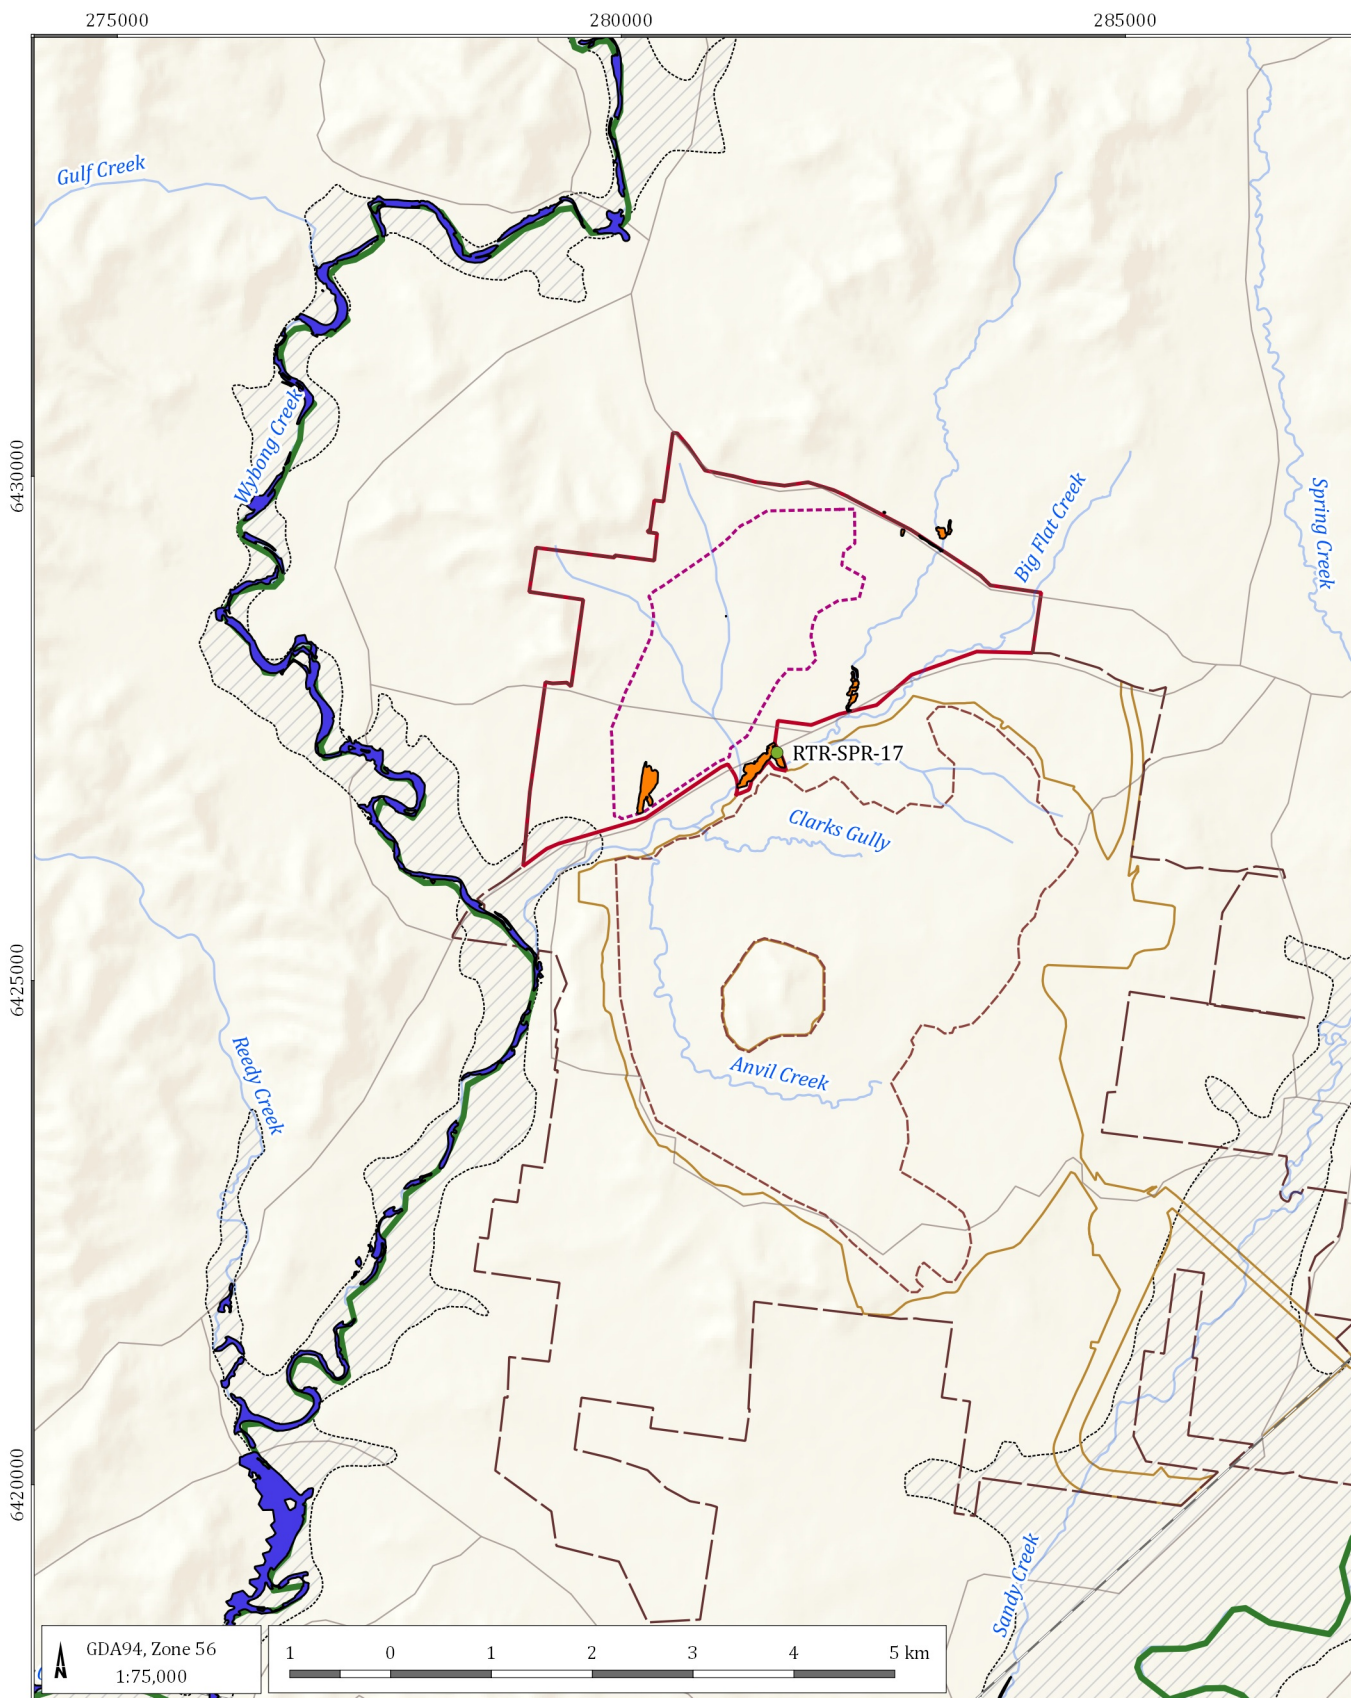 275000
280000
285000
Gulf Creek
6430000
Wybong Creek
Big Flat Creek
Spring Creek
RTR-SPR-17
Clarks Gully
6425000
Reedy Creek
Anvil Creek
6420000
Sandy Creek
GDA94, Zone 56
1:75,000
N
1 0 1 2 3 4 5 km